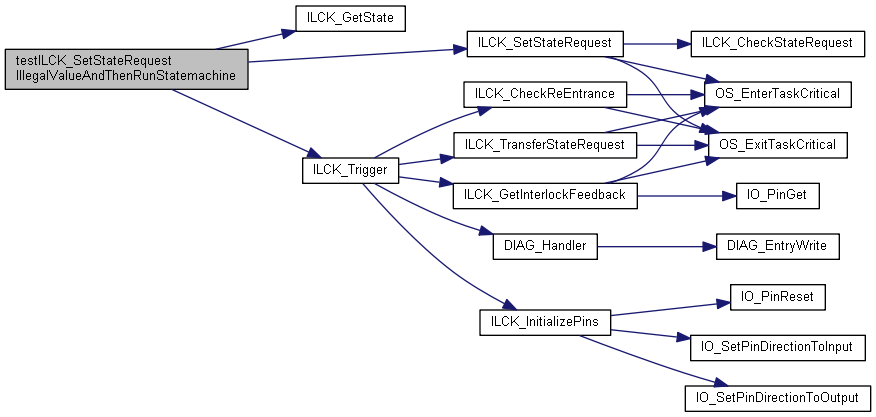 testILCK_SetStateRequest
IllegalValueAndThenRunStatemachine
ILCK_GetState
ILCK_SetStateRequest
ILCK_CheckStateRequest
ILCK_CheckReEntrance
OS_EnterTaskCritical
ILCK_TransferStateRequest
OS_ExitTaskCritical
ILCK_Trigger
ILCK_GetInterlockFeedback
IO_PinGet
DIAG_Handler
DIAG_EntryWrite
ILCK_InitializePins
IO_PinReset
IO_SetPinDirectionToInput
IO_SetPinDirectionToOutput